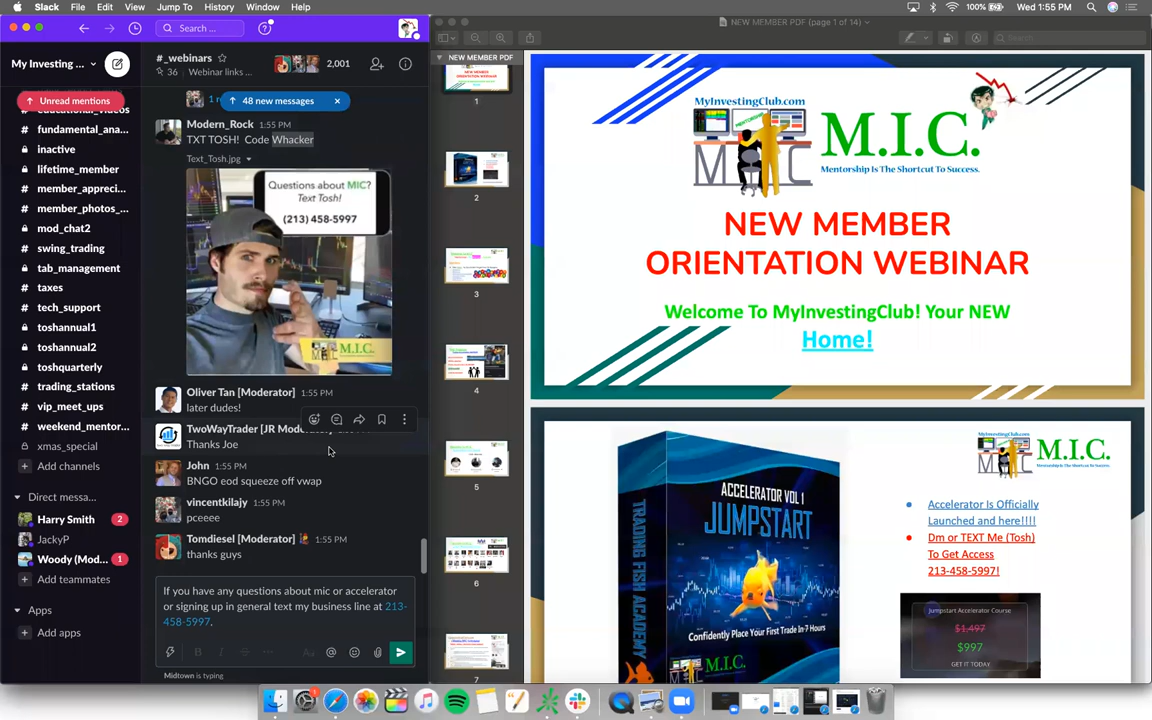 Slack File Edit View Jump To History Window Help
100% Wed 1:55 PM
Search ...
NEW MEMBER PDF (page 1 of 14)
Search
My Investing ...
#_webinars
36 Webinar links ...
2,001
NEW MEMBER PDF
Unread mentions
48 new messages
fundamental_ana...
inactive
lifetime_member
member_appreci...
member_photos_...
mod_chat2
swing_trading
tab_management
taxes
tech_support
toshannual1
toshannual2
toshquarterly
trading_stations
vip_meet_ups
weekend_mentor...
xmas_special
Add channels
Direct messa...
Harry Smith 2
JackyP
Woody (Mod... 1
Add teammates
Apps
Add apps
Modern_Rock 1:55 PM
TXT TOSH! Code Whacker
Text_Tosh.jpg
Questions about MIC?
Text Tosh!
(213) 458-5997
M.I.C.
Oliver Tan [Moderator] 1:55 PM
later dudes!
TwoWayTrader [JR Mod
Thanks Joe
John 1:55 PM
BNGO eod squeeze off vwap
vincentkilajy 1:55 PM
pceeee
Tomdiesel [Moderator] 1:55 PM
thanks guys
If you have any questions about mic or accelerator
or signing up in general text my business line at 213-
458-5997.
Midtown is typing
1
2
3
4
5
6
7
MyInvestingClub.com
MENTORSHIP
MIC
M.I.C.
Mentorship Is The Shortcut To Success.
NEW MEMBER
ORIENTATION WEBINAR
Welcome To MyInvestingClub! Your NEW
Home!
ACCELERATOR VOL 1
JUMPSTART
TRADING FISH ACADEMY
Confidently Place Your First Trade In 7 Hours
M.I.C.
M.I.C.
Mentorship Is The Shortcut To Success.
Accelerator Is Officially
Launched and here!!!!
Dm or TEXT Me (Tosh)
To Get Access
213-458-5997!
Jumpstart Accelerator Course
$1,497
$997
GET IT TODAY